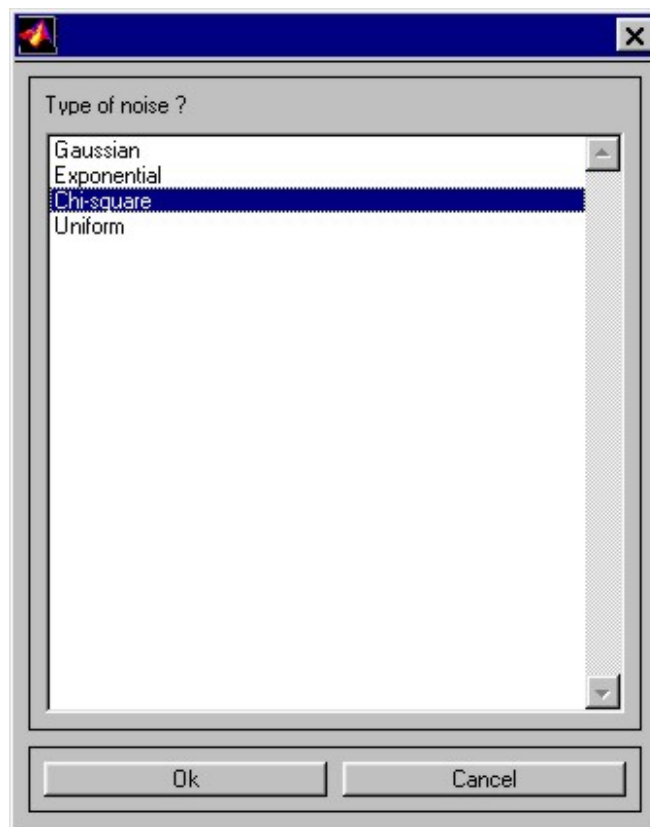 Type of noise ?
Gaussian
Exponential
Chi-square
Uniform
Ok
Cancel